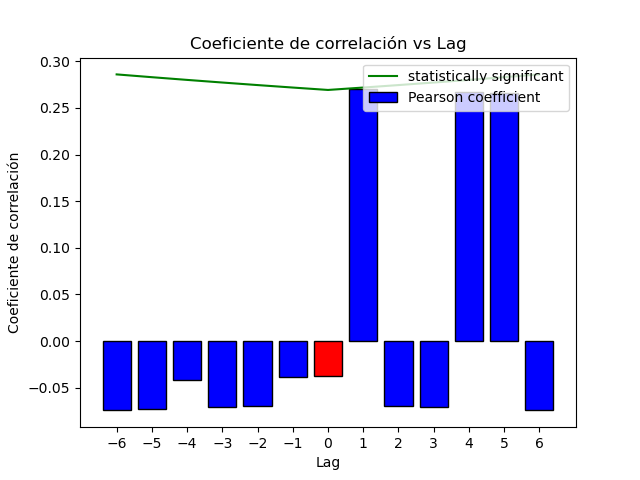 Coeficiente de correlación vs Lag
statistically significant
Pearson coefficient
Coeficiente de correlación
0.30
0.25
0.20
0.15
0.10
0.05
0.00
−0.05
−6 −5 −4 −3 −2 −1 0 1 2 3 4 5 6
Lag